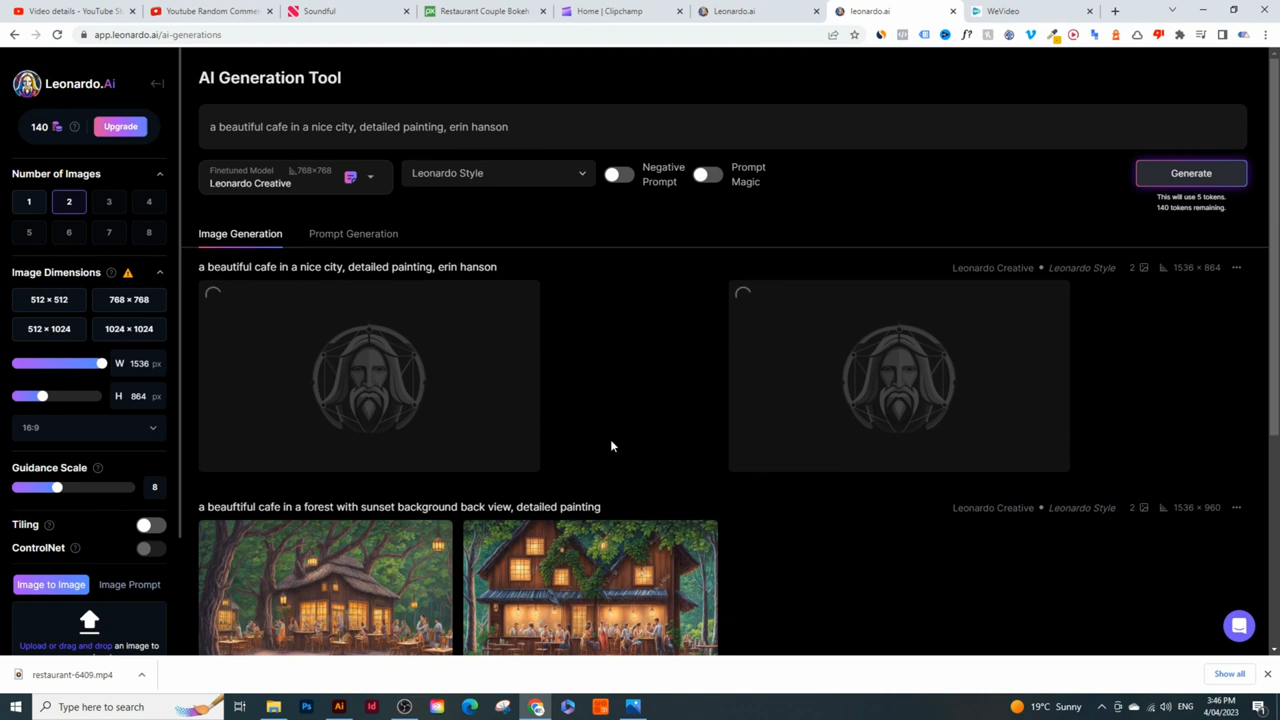 Video details - YouTube St
Youtube Random Commen
Soundful
Restaurant Couple Bokeh
Home | Clipchamp
Leonardo.ai
leonardo.ai
WeVideo
app.leonardo.ai/ai-generations
Leonardo.Ai
140
Upgrade
Number of Images
1 2 3 4
5 6 7 8
Image Dimensions
512 × 512 768 × 768
512 × 1024 1024 × 1024
W 1536 px
H 864 px
16:9
Guidance Scale
8
Tiling
ControlNet
Image to Image Image Prompt
Upload or drag and drop an image to
AI Generation Tool
a beautiful cafe in a nice city, detailed painting, erin hanson
Finetuned Model 768×768
Leonardo Creative
Leonardo Style
Negative
Prompt
Prompt
Magic
Generate
This will use 5 tokens.
140 tokens remaining.
Image Generation Prompt Generation
a beautiful cafe in a nice city, detailed painting, erin hanson
Leonardo Creative • Leonardo Style 2 1536 × 864
a beauftiful cafe in a forest with sunset background back view, detailed painting
Leonardo Creative • Leonardo Style 2 1536 × 960
restaurant-6409.mp4
Show all
Type here to search
Ps
Ai
Id
19°C Sunny
ENG
3:46 PM
4/04/2023